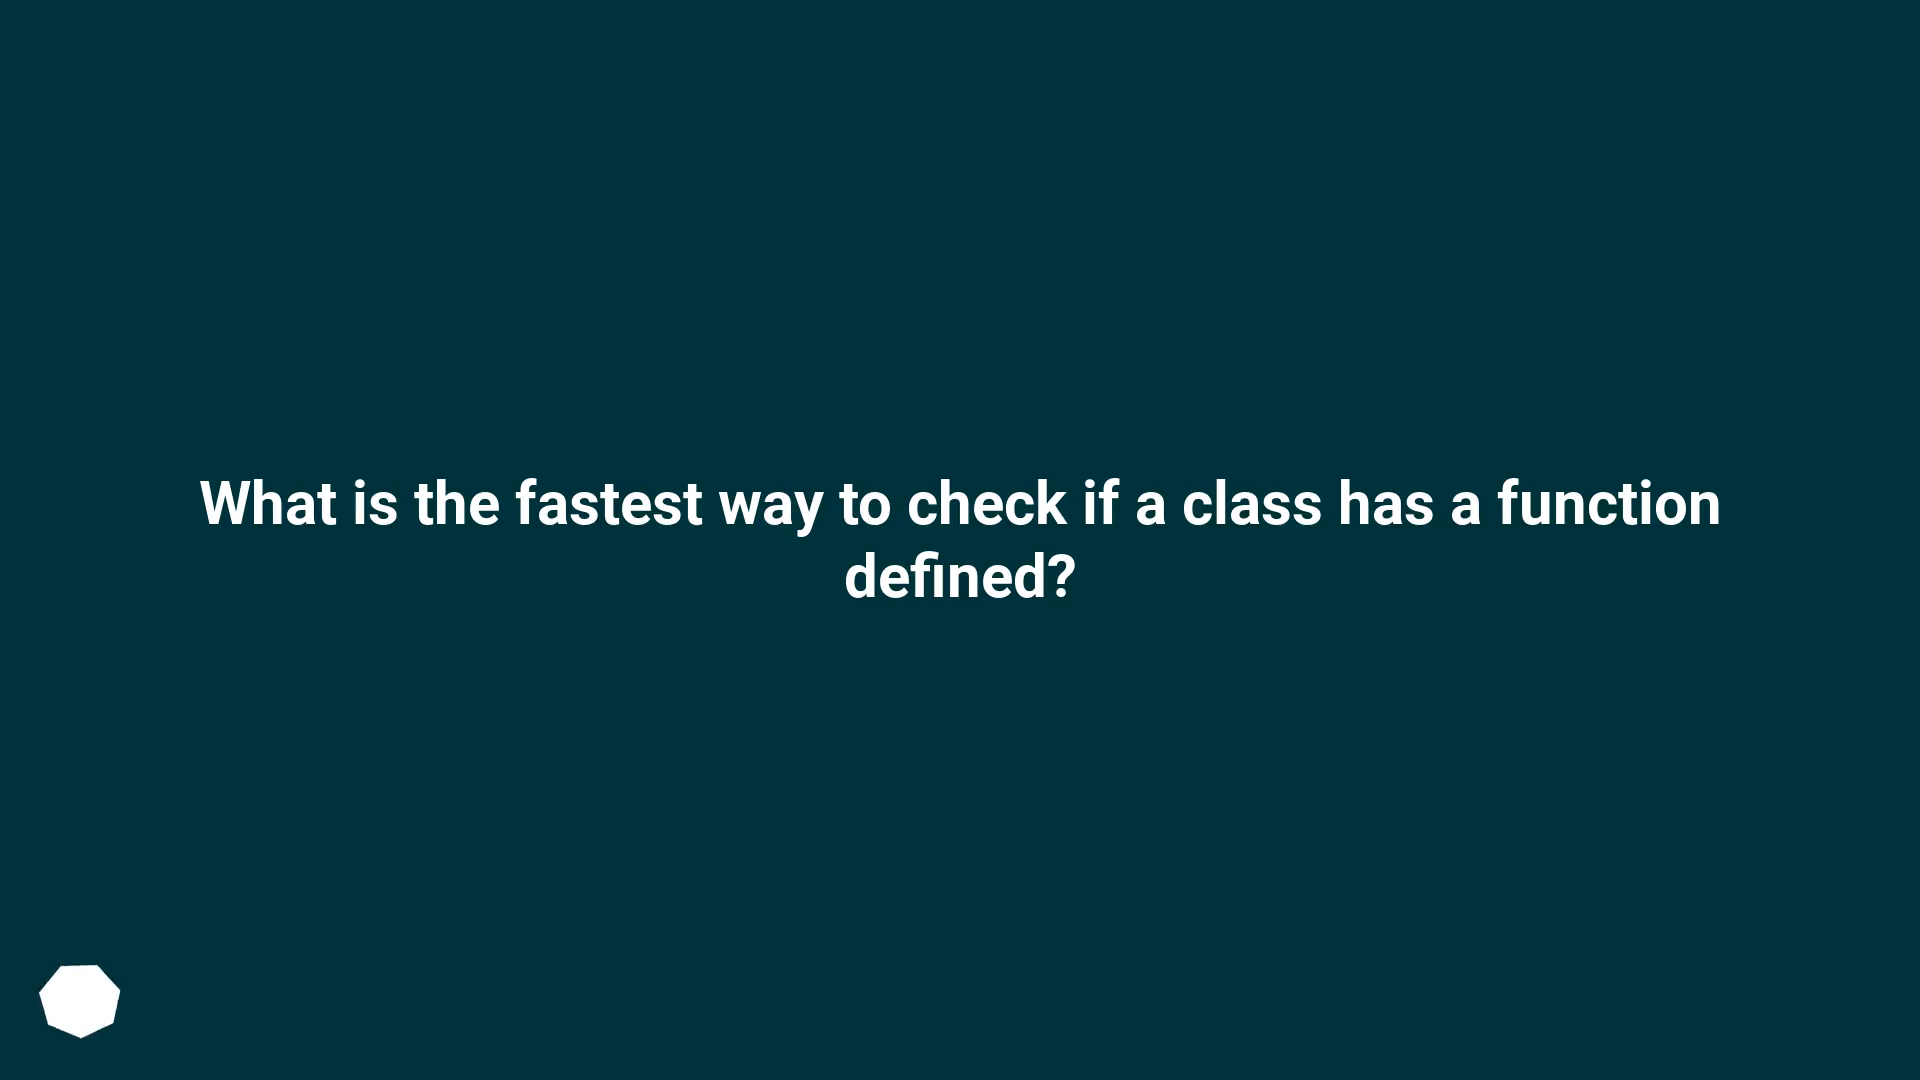 What is the fastest way to check if a class has a function
defined?